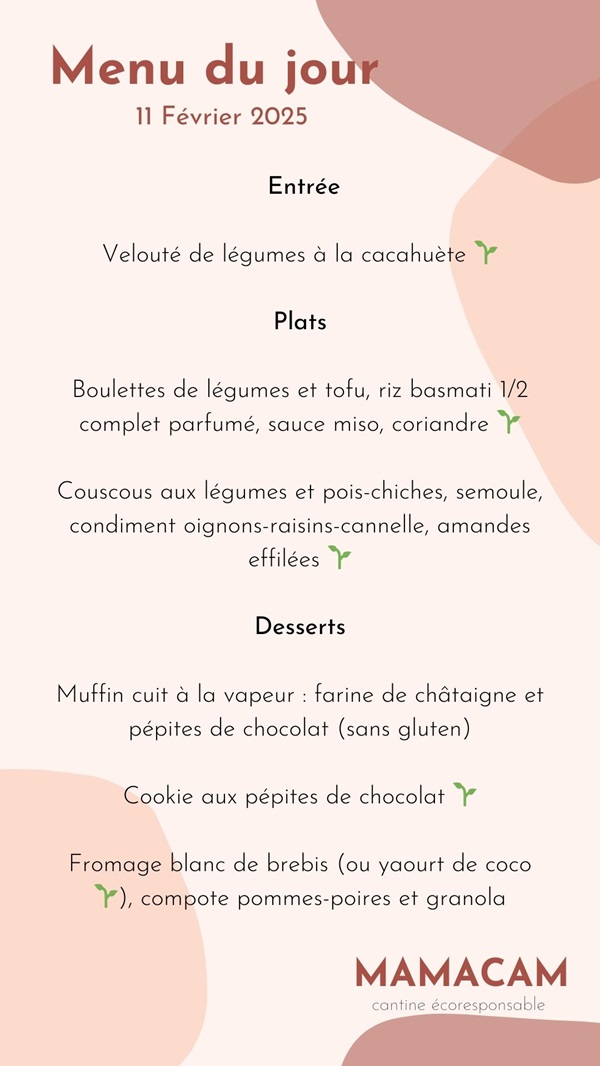 Menu du jour
11 Février 2025
Entrée
Velouté de légumes à la cacahuète 🌱
Plats
Boulettes de légumes et tofu, riz basmati 1/2
complet parfumé, sauce miso, coriandre 🌱
Couscous aux légumes et pois-chiches, semoule,
condiment oignons-raisins-cannelle, amandes
effilées 🌱
Desserts
Muffin cuit à la vapeur : farine de châtaigne et
pépites de chocolat (sans gluten)
Cookie aux pépites de chocolat 🌱
Fromage blanc de brebis (ou yaourt de coco
🌱), compote pommes-poires et granola
MAMACAM
cantine écoresponsable